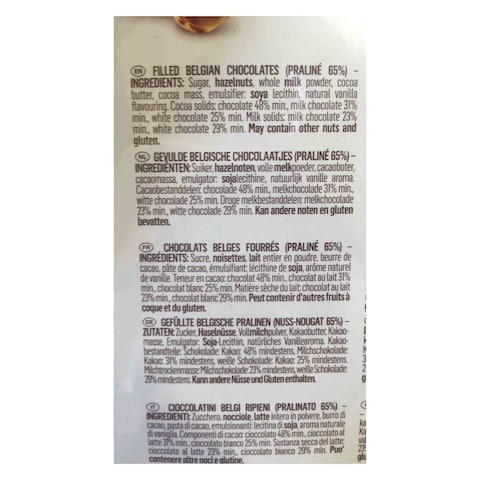 EN FILLED BELGIAN CHOCOLATES (PRALINÉ 65%) –
INGREDIENTS: Sugar, hazelnuts, whole milk powder, cocoa
butter, cocoa mass, emulsifier: soya lecithin, natural vanilla
flavouring. Cocoa solids: chocolate 48% min., milk chocolate 31%
min., white chocolate 25% min. Milk solids: milk chocolate 23%
min., white chocolate 29% min. May contain other nuts and
gluten.
NL GEVULDE BELGISCHE CHOCOLAATJES (PRALINÉ 65%) –
INGREDIËNTEN: Suiker, hazelnoten, volle melkpoeder, cacaoboter,
cacaomassa, emulgator: sojalecithine, natuurlijk vanille aroma.
Cacaobestanddelen: chocolade 48% min., melkchocolade 31% min.,
witte chocolade 25% min. Droge melkbestanddelen: melkchocolade
23% min., witte chocolade 29% min. Kan andere noten en gluten
bevatten.
FR CHOCOLATS BELGES FOURRÉS (PRALINÉ 65%) –
INGRÉDIENTS: Sucre, noisettes, lait entier en poudre, beurre de
cacao, pâte de cacao, émulsifiant: lécithine de soja, arôme naturel
de vanille. Teneur en cacao: chocolat 48% min., chocolat au lait 31%
min., chocolat blanc 25% min. Matière sèche du lait: chocolat au lait
23% min., chocolat blanc 29% min. Peut contenir d'autres fruits à
coque et du gluten.
DE GEFÜLLTE BELGISCHE PRALINEN (NUSS-NOUGAT 65%) –
ZUTATEN: Zucker, Haselnüsse, Vollmilchpulver, Kakaobutter, Kakao-
masse, Emulgator: Soja-Lecithin, natürliches Vanillearoma. Kakao-
bestandteile: Schokolade: Kakao: 48% mindestens, Milchschokolade:
Kakao: 31% mindestens, weiße Schokolade: Kakao: 25% mindestens.
Milchtrockenmasse: Milchschokolade 23% mindestens, weiße Schokolade:
29% mindestens. Kann andere Nüsse und Gluten enthalten.
IT CIOCCOLATINI BELGI RIPIENI (PRALINATO 65%) –
INGREDIENTI: Zucchero, nocciole, latte intero in polvere, burro di
cacao, pasta di cacao, emulsionanti: lecitina di soja, aroma naturale
di vaniglia. Componenti di cacao: cioccolato 48% min., cioccolato al
latte 31% min., cioccolato bianco 25% min. Sostanza secca del latte:
cioccolato al latte 23% min., cioccolato bianco 29% min. Puo'
contenere altre noci e glutine.